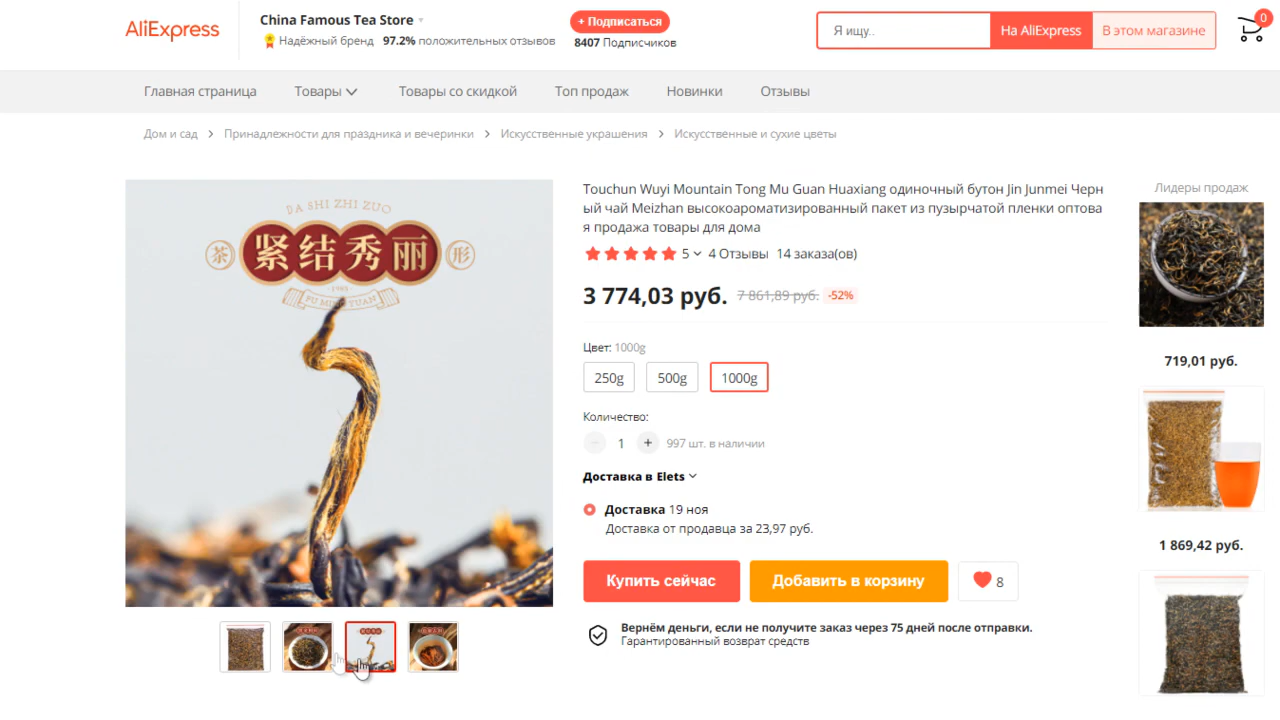 AliExpress
China Famous Tea Store
Надёжный бренд 97.2% положительных отзывов
+ Подписаться
8407 Подписчиков
Я ищу..
На AliExpress
В этом магазине
0
Главная страница
Товары
Товары со скидкой
Топ продаж
Новинки
Отзывы
Дом и сад > Принадлежности для праздника и вечеринки > Искусственные украшения > Искусственные и сухие цветы
DA SHI ZHI ZUO
茶 紧结秀丽 形
Touchun Wuyi Mountain Tong Mu Guan Huaxiang одиночный бутон Jin Junmei Черн
ый чай Meizhan высокоароматизированный пакет из пузырчатой пленки оптова
я продажа товары для дома
5 4 Отзывы 14 заказа(ов)
3 774,03 руб. 7 861,89 руб. -52%
Цвет: 1000g
250g
500g
1000g
Количество:
1 + 997 шт. в наличии
Доставка в Elets
Доставка 19 ноя
Доставка от продавца за 23,97 руб.
Купить сейчас
Добавить в корзину
8
Вернём деньги, если не получите заказ через 75 дней после отправки.
Гарантированный возврат средств
Лидеры продаж
719,01 руб.
1 869,42 руб.